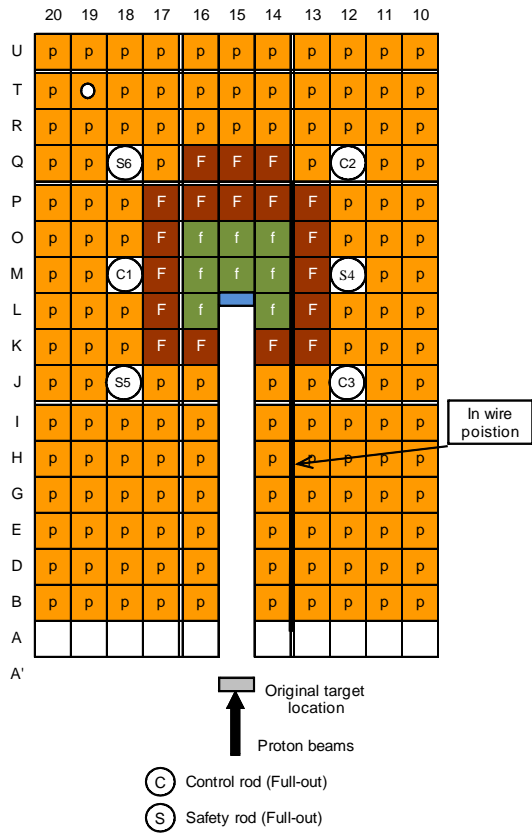 20 19 18 17 16 15 14 13 12 11 10
U p p p p p p p p p p p
T p p p p p p p p p p
R p p p p p p p p p p p
Q p p S6 p F F F p C2 p p
P p p p F F F F F p p p
O p p p F f f f F p p p
M p p C1 F f f f F S4 p p
L p p p F f f F p p p
K p p p F F F F p p p
J p p S5 p p p p C3 p p
I p p p p p p p p p p
H p p p p p p p p p p
G p p p p p p p p p p
E p p p p p p p p p p
D p p p p p p p p p p
B p p p p p p p p p p
A
A'
In wire
poistion
Original target
location
Proton beams
C Control rod (Full-out)
S Safety rod (Full-out)